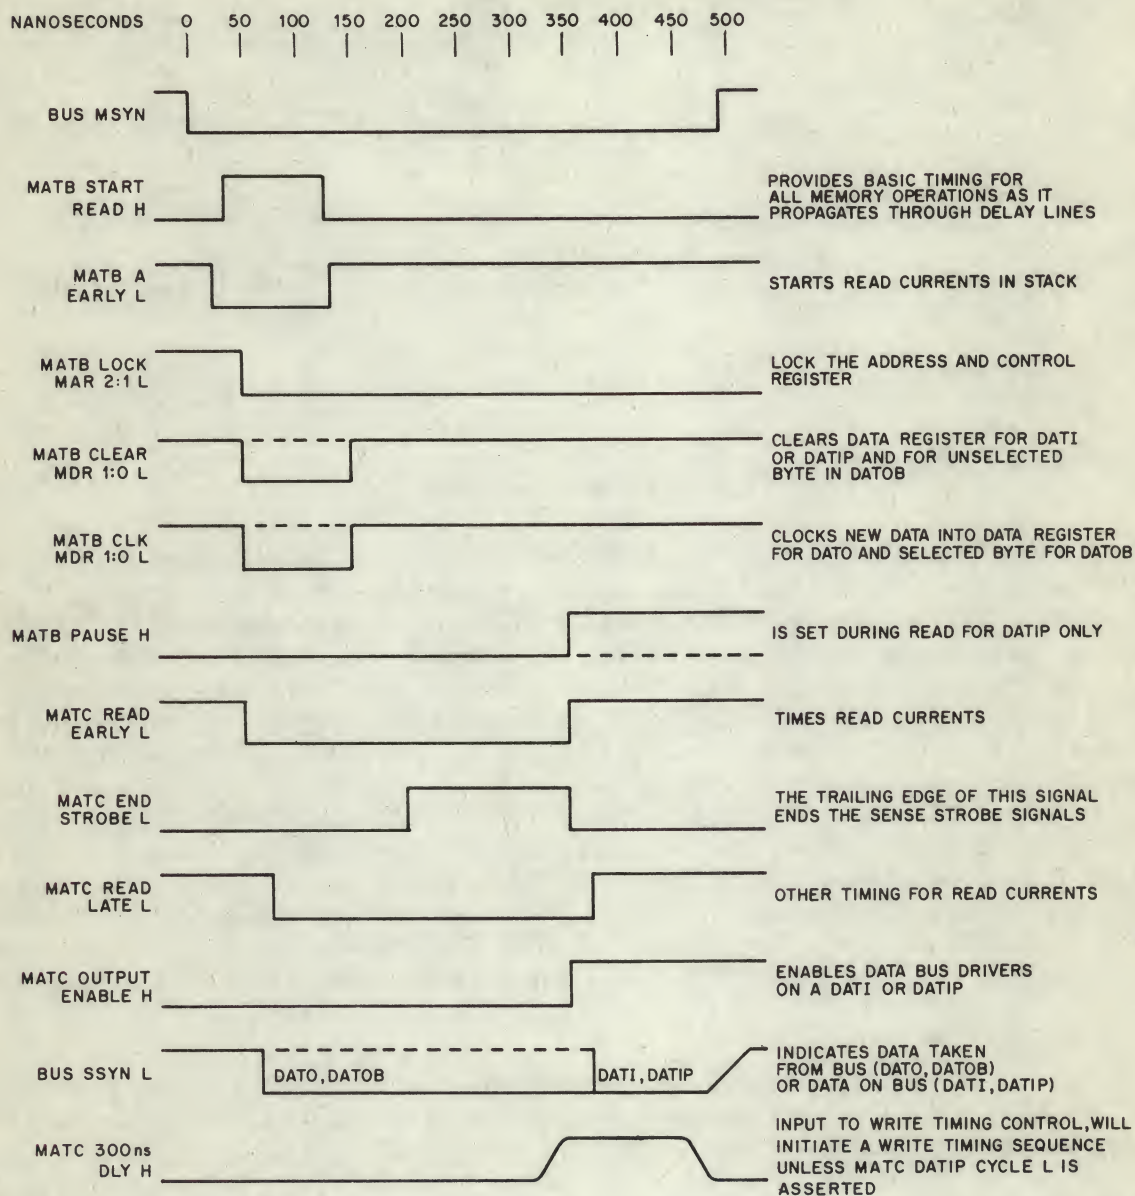 NANOSECONDS 0 50 100 150 200 250 300 350 400 450 500
BUS MSYN
MATB START
READ H
PROVIDES BASIC TIMING FOR
ALL MEMORY OPERATIONS AS IT
PROPAGATES THROUGH DELAY LINES
MATB A
EARLY L
STARTS READ CURRENTS IN STACK
MATB LOCK
MAR 2:1 L
LOCK THE ADDRESS AND CONTROL
REGISTER
MATB CLEAR
MDR 1:0 L
CLEARS DATA REGISTER FOR DATI
OR DATIP AND FOR UNSELECTED
BYTE IN DATOB
MATB CLK
MDR 1:0 L
CLOCKS NEW DATA INTO DATA REGISTER
FOR DATO AND SELECTED BYTE FOR DATOB
MATB PAUSE H
IS SET DURING READ FOR DATIP ONLY
MATC READ
EARLY L
TIMES READ CURRENTS
MATC END
STROBE L
THE TRAILING EDGE OF THIS SIGNAL
ENDS THE SENSE STROBE SIGNALS
MATC READ
LATE L
OTHER TIMING FOR READ CURRENTS
MATC OUTPUT
ENABLE H
ENABLES DATA BUS DRIVERS
ON A DATI OR DATIP
BUS SSYN L
DATO,DATOB
DATI,DATIP
INDICATES DATA TAKEN
FROM BUS (DATO,DATOB)
OR DATA ON BUS (DATI,DATIP)
MATC 300ns
DLY H
INPUT TO WRITE TIMING CONTROL,WILL
INITIATE A WRITE TIMING SEQUENCE
UNLESS MATC DATIP CYCLE L IS
ASSERTED